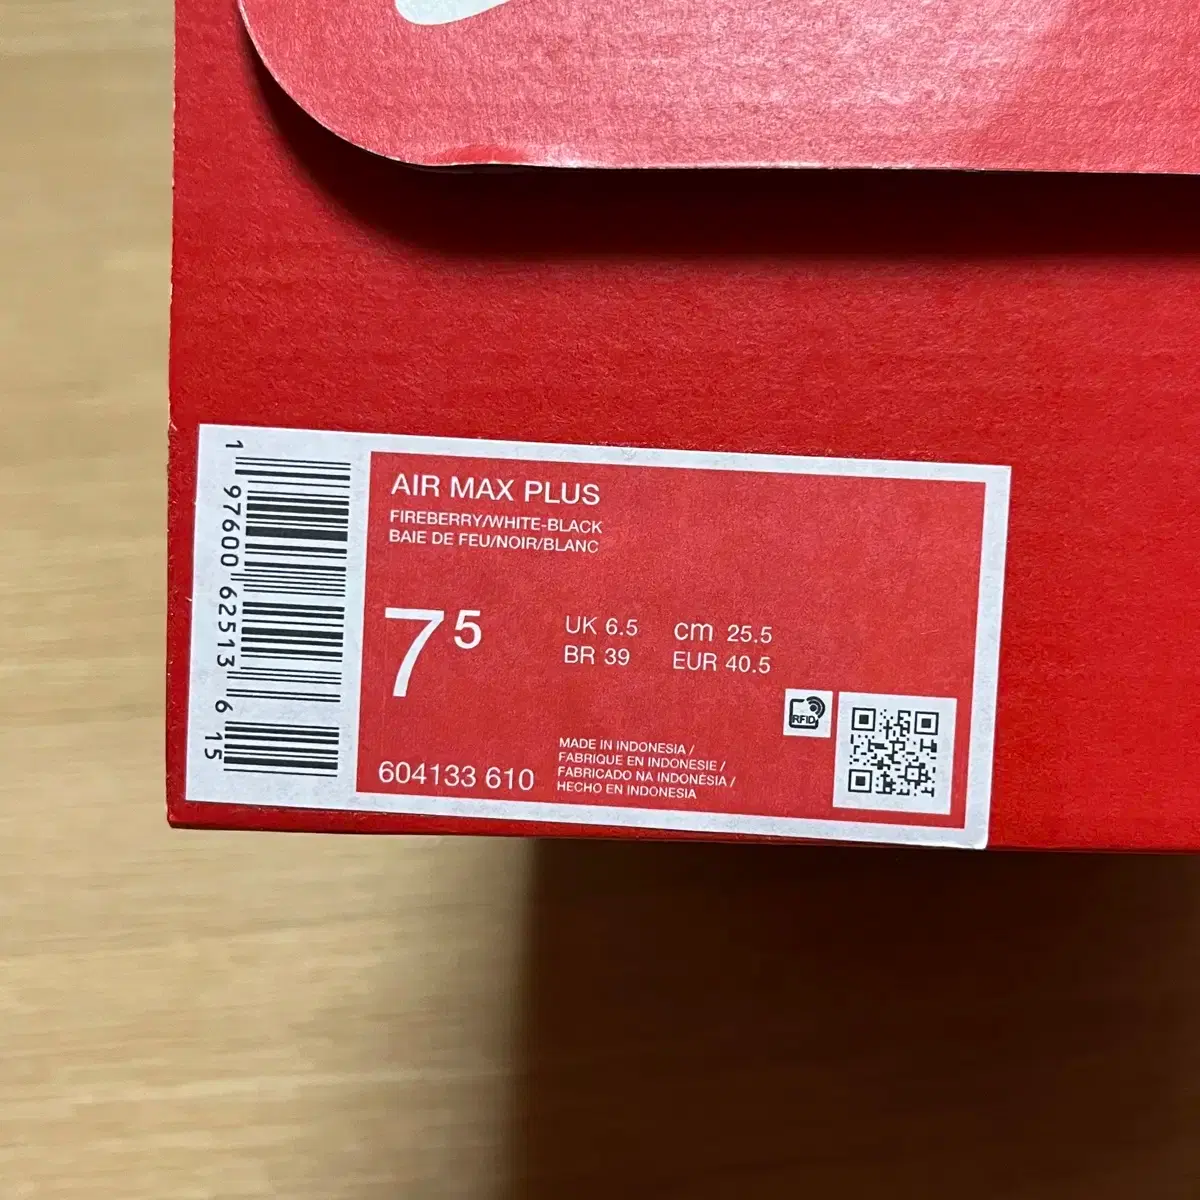 1 97600 62513 6 15
AIR MAX PLUS
FIREBERRY/WHITE-BLACK
BAIE DE FEU/NOIR/BLANC
7 5
UK 6.5 cm 25.5
BR 39 EUR 40.5
RFID
604133 610
MADE IN INDONESIA /
FABRIQUE EN INDONESIE /
FABRICADO NA INDONÉSIA /
HECHO EN INDONESIA